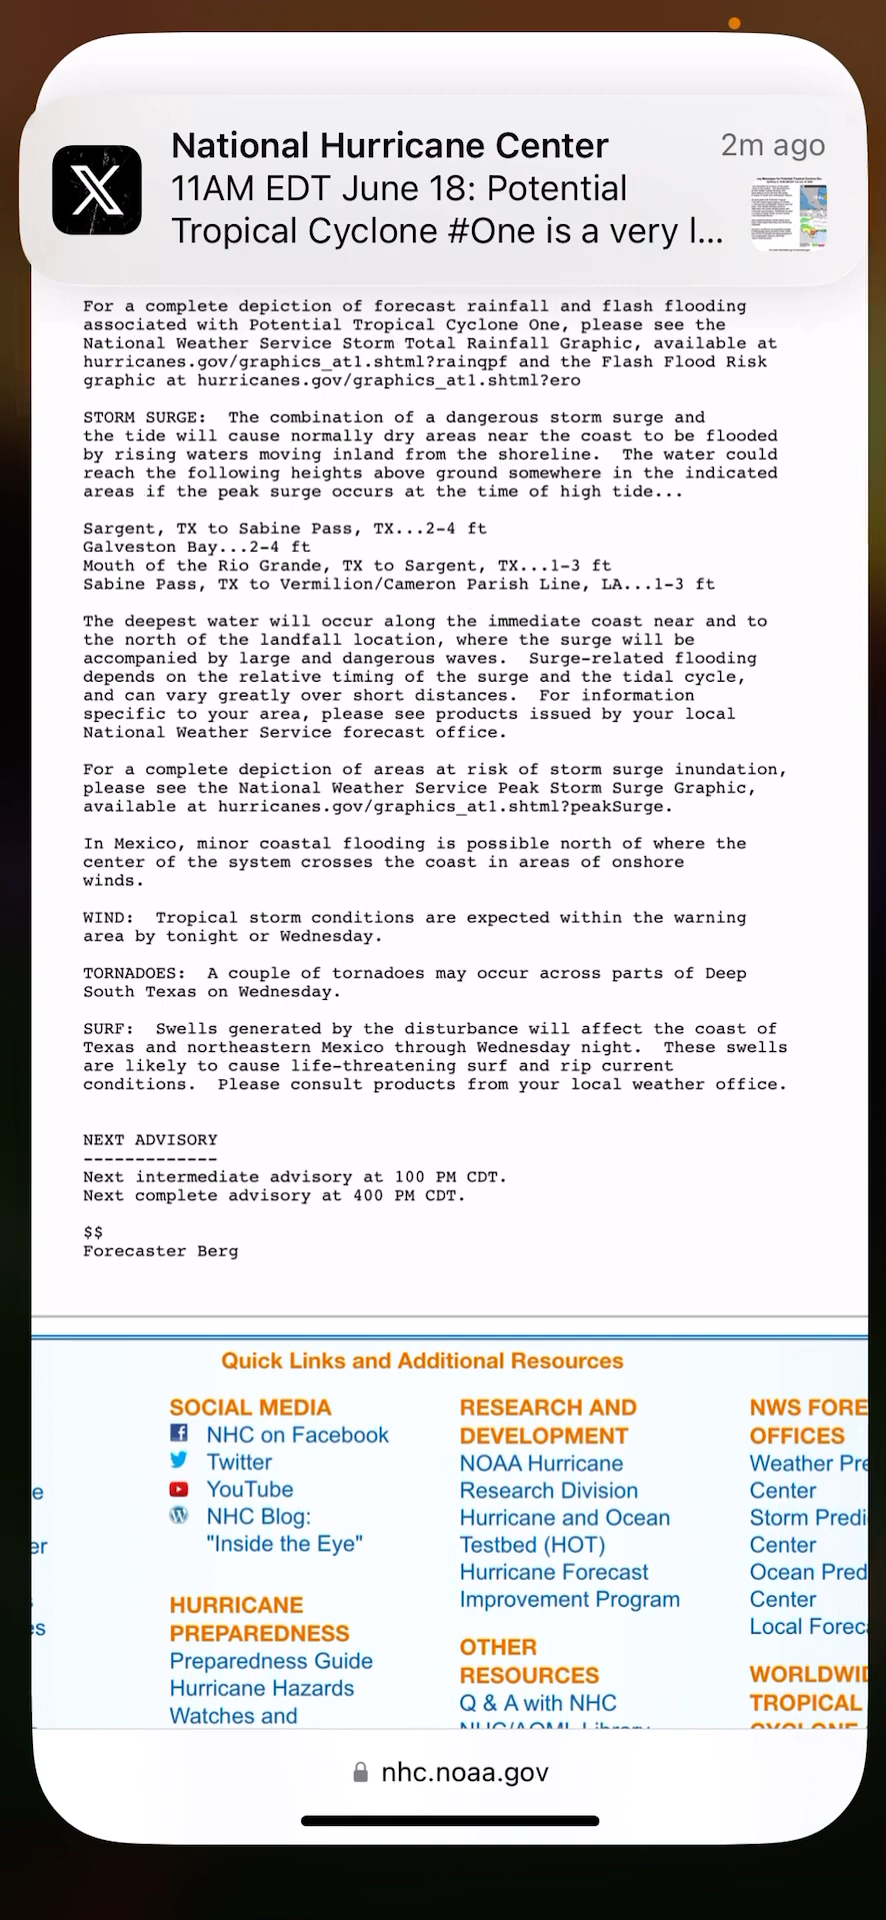 National Hurricane Center
2m ago
11AM EDT June 18: Potential
Tropical Cyclone #One is a very l...
For a complete depiction of forecast rainfall and flash flooding
associated with Potential Tropical Cyclone One, please see the
National Weather Service Storm Total Rainfall Graphic, available at
hurricanes.gov/graphics_at1.shtml?rainqpf and the Flash Flood Risk
graphic at hurricanes.gov/graphics_at1.shtml?ero
STORM SURGE:  The combination of a dangerous storm surge and
the tide will cause normally dry areas near the coast to be flooded
by rising waters moving inland from the shoreline.  The water could
reach the following heights above ground somewhere in the indicated
areas if the peak surge occurs at the time of high tide...
Sargent, TX to Sabine Pass, TX...2-4 ft
Galveston Bay...2-4 ft
Mouth of the Rio Grande, TX to Sargent, TX...1-3 ft
Sabine Pass, TX to Vermilion/Cameron Parish Line, LA...1-3 ft
The deepest water will occur along the immediate coast near and to
the north of the landfall location, where the surge will be
accompanied by large and dangerous waves.  Surge-related flooding
depends on the relative timing of the surge and the tidal cycle,
and can vary greatly over short distances.  For information
specific to your area, please see products issued by your local
National Weather Service forecast office.
For a complete depiction of areas at risk of storm surge inundation,
please see the National Weather Service Peak Storm Surge Graphic,
available at hurricanes.gov/graphics_at1.shtml?peakSurge.
In Mexico, minor coastal flooding is possible north of where the
center of the system crosses the coast in areas of onshore
winds.
WIND:  Tropical storm conditions are expected within the warning
area by tonight or Wednesday.
TORNADOES:  A couple of tornadoes may occur across parts of Deep
South Texas on Wednesday.
SURF:  Swells generated by the disturbance will affect the coast of
Texas and northeastern Mexico through Wednesday night.  These swells
are likely to cause life-threatening surf and rip current
conditions.  Please consult products from your local weather office.
NEXT ADVISORY
-------------
Next intermediate advisory at 100 PM CDT.
Next complete advisory at 400 PM CDT.
$$
Forecaster Berg
Quick Links and Additional Resources
SOCIAL MEDIA
NHC on Facebook
Twitter
YouTube
NHC Blog:
"Inside the Eye"
HURRICANE
PREPAREDNESS
Preparedness Guide
Hurricane Hazards
Watches and
RESEARCH AND
DEVELOPMENT
NOAA Hurricane
Research Division
Hurricane and Ocean
Testbed (HOT)
Hurricane Forecast
Improvement Program
OTHER
RESOURCES
Q & A with NHC
NHC/AOML Library
NWS FORE
OFFICES
Weather Pre
Center
Storm Predi
Center
Ocean Pred
Center
Local Foreca
WORLDWID
TROPICAL
CYCLONE
nhc.noaa.gov